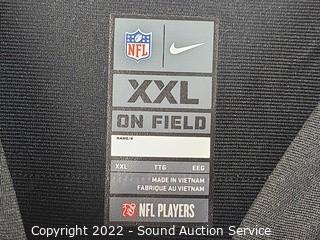 NFL
XXL
ON FIELD
NAME/#
XXL TTG EEG
MADE IN VIETNAM
FABRIQUÉ AU VIETNAM
NFL PLAYERS
Copyright 2022 - Sound Auction Service